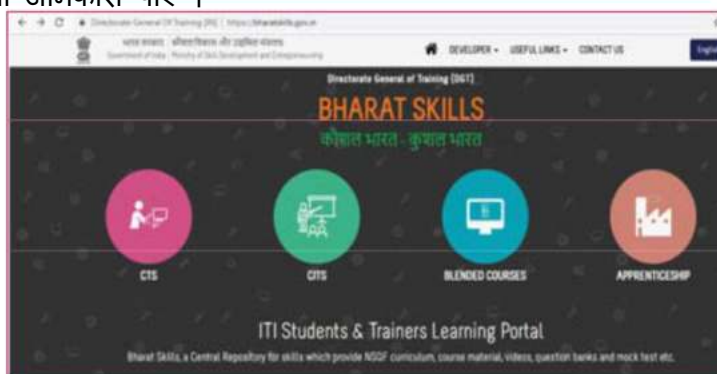 Directorate General Of Training [IN] | https://bharatskills.gov.in
भारत सरकार
Government of India
Ministry of Skill Development and Entrepreneurship
DEVELOPER
USEFUL LINKS
CONTACT US
Directorate General of Training (DGT)
BHARAT SKILLS
कौशल भारत - कुशल भारत
CTS
CITS
BLENDED COURSES
APPRENTICESHIP
ITI Students & Trainers Learning Portal
Bharat Skills, a Central Repository for skills which provide NSQF curriculum, course material, videos, question banks and mock test etc.